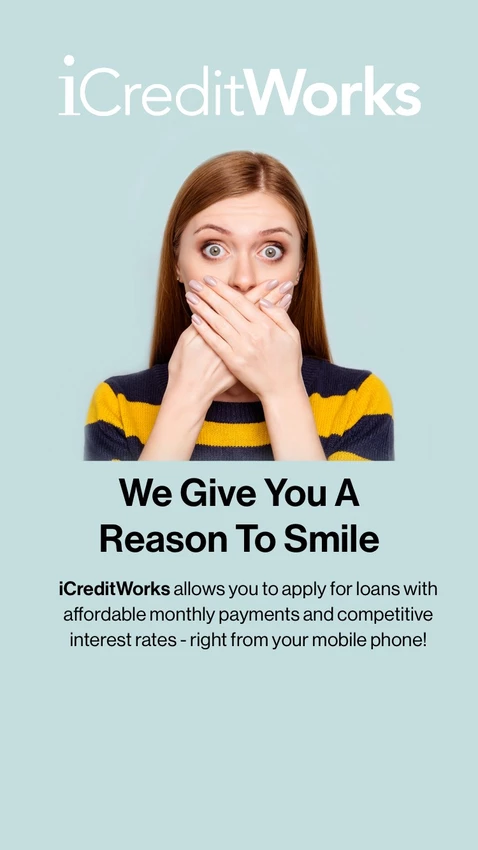 iCreditWorks
We Give You A
Reason To Smile
iCreditWorks allows you to apply for loans with
affordable monthly payments and competitive
interest rates - right from your mobile phone!